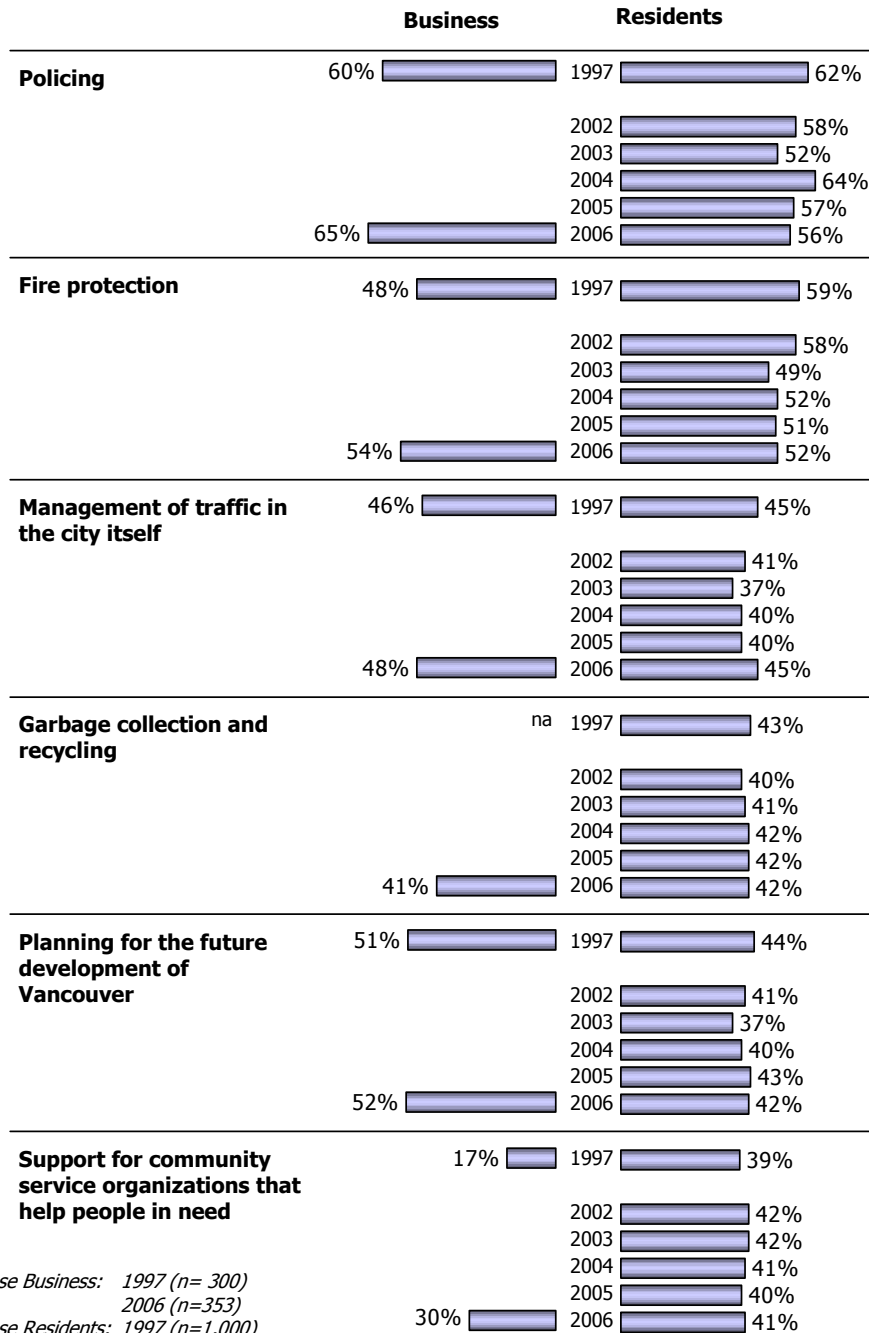 Business Residents
Policing 60% 1997 62%
2002 58%
2003 52%
2004 64%
2005 57%
65% 2006 56%
Fire protection 48% 1997 59%
2002 58%
2003 49%
2004 52%
2005 51%
54% 2006 52%
Management of traffic in 46% 1997 45%
the city itself
2002 41%
2003 37%
2004 40%
2005 40%
48% 2006 45%
Garbage collection and na 1997 43%
recycling
2002 40%
2003 41%
2004 42%
2005 42%
41% 2006 42%
Planning for the future 51% 1997 44%
development of
Vancouver 2002 41%
2003 37%
2004 40%
2005 43%
52% 2006 42%
Support for community 17% 1997 39%
service organizations that
help people in need 2002 42%
2003 42%
2004 41%
se Business: 1997 (n= 300) 2005 40%
2006 (n=353) 30% 2006 41%
se Residents: 1997 (n=1,000)